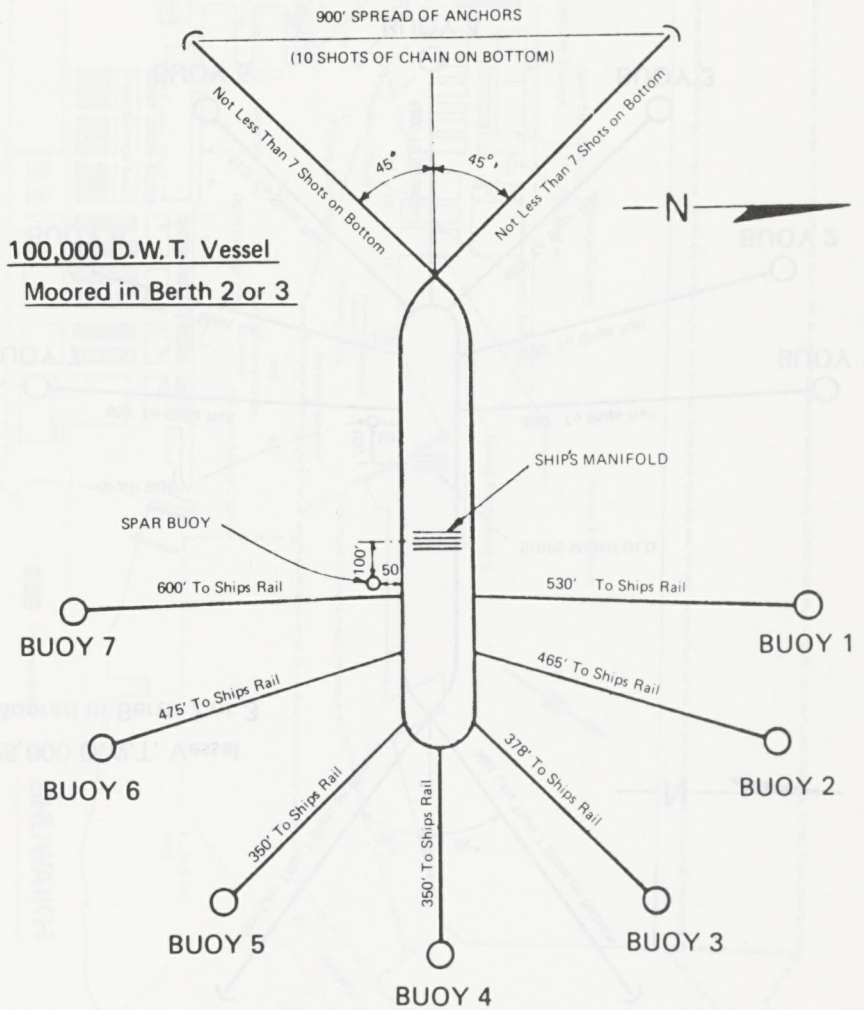 900' SPREAD OF ANCHORS
(10 SHOTS OF CHAIN ON BOTTOM)
Not Less Than 7 Shots on Bottom
45°
45°
Not Less Than 7 Shots on Bottom
N
100,000 D.W.T. Vessel
Moored in Berth 2 or 3
SHIP'S MANIFOLD
SPAR BUOY
100'
50'
600' To Ships Rail
530' To Ships Rail
BUOY 7
BUOY 1
465' To Ships Rail
475' To Ships Rail
BUOY 6
BUOY 2
378' To Ships Rail
350' To Ships Rail
350' To Ships Rail
BUOY 5
BUOY 3
BUOY 4